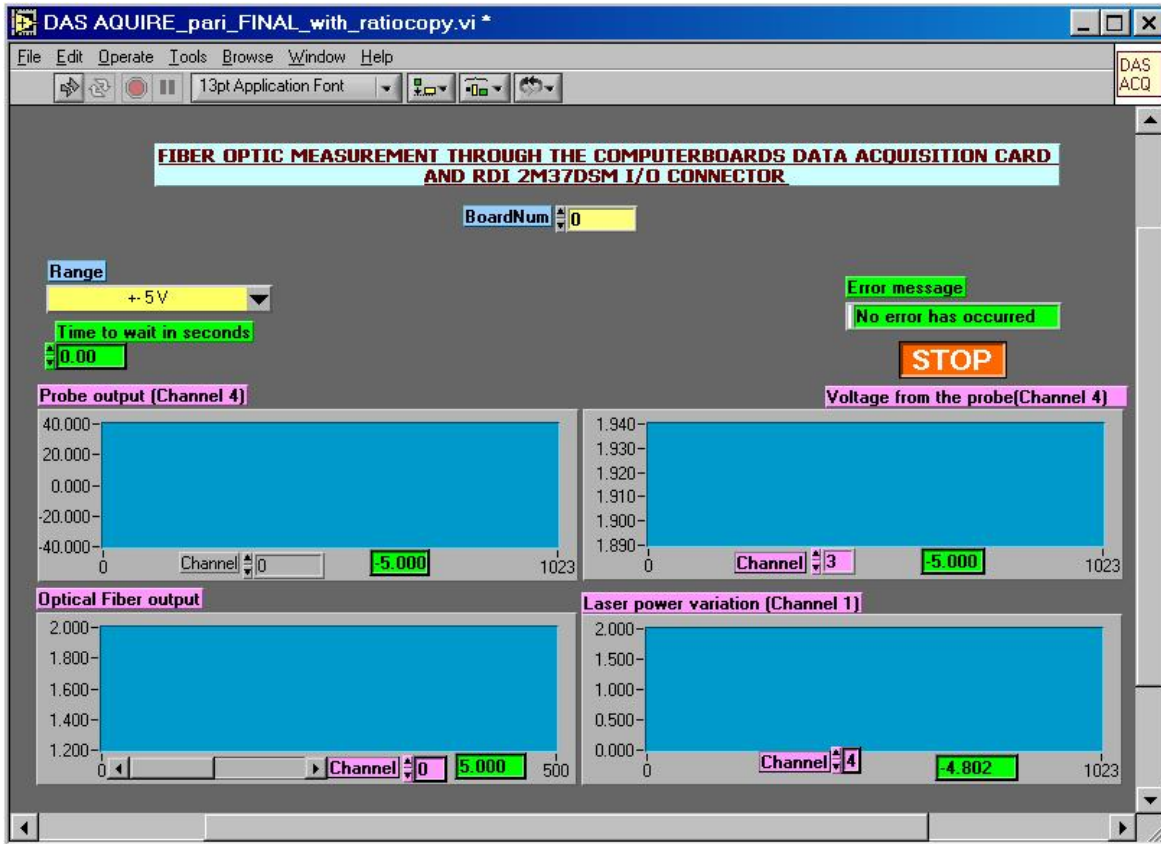 DAS AQUIRE_pari_FINAL_with_ratiocopy.vi *
File Edit Operate Tools Browse Window Help
13pt Application Font
DAS
ACQ
FIBER OPTIC MEASUREMENT THROUGH THE COMPUTERBOARDS DATA ACQUISITION CARD
AND RDI 2M37DSM I/O CONNECTOR
BoardNum 0
Range
+- 5 V
Error message
No error has occurred
Time to wait in seconds
0.00
STOP
Probe output (Channel 4)
40.000
20.000
0.000
-20.000
-40.000
0 1023
Channel 0 -5.000
Voltage from the probe(Channel 4)
1.940
1.930
1.920
1.910
1.900
1.890
0 1023
Channel 3 -5.000
Optical Fiber output
2.000
1.800
1.600
1.400
1.200
0 500
Channel 0 5.000
Laser power variation (Channel 1)
2.000
1.500
1.000
0.500
0.000
0 1023
Channel 4 -4.802